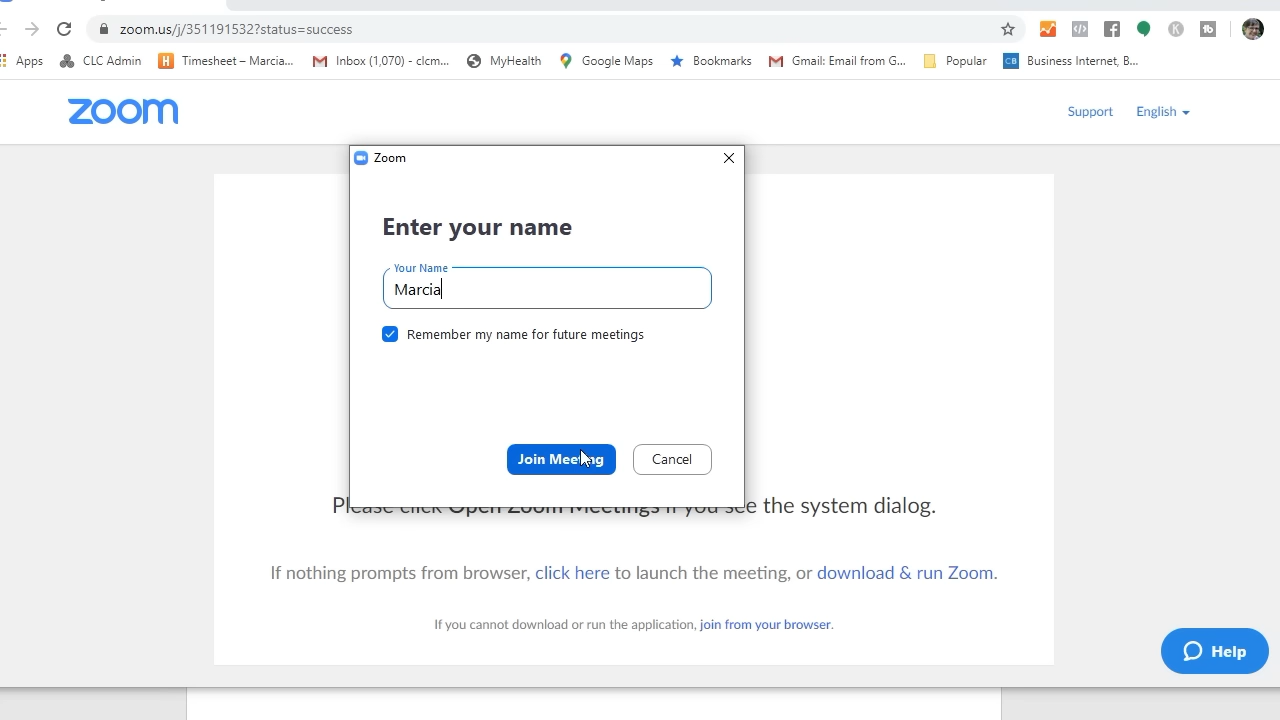 zoom.us/j/351191532?status=success
Apps CLC Admin Timesheet – Marcia... Inbox (1,070) - clcm... MyHealth Google Maps Bookmarks Gmail: Email from G... Popular CB Business Internet, B...
zoom
Support English
Zoom
Enter your name
Your Name
Marcia
Remember my name for future meetings
Join Meeting Cancel
Please click Open Zoom Meetings if you see the system dialog.
If nothing prompts from browser, click here to launch the meeting, or download & run Zoom.
If you cannot download or run the application, join from your browser.
Help